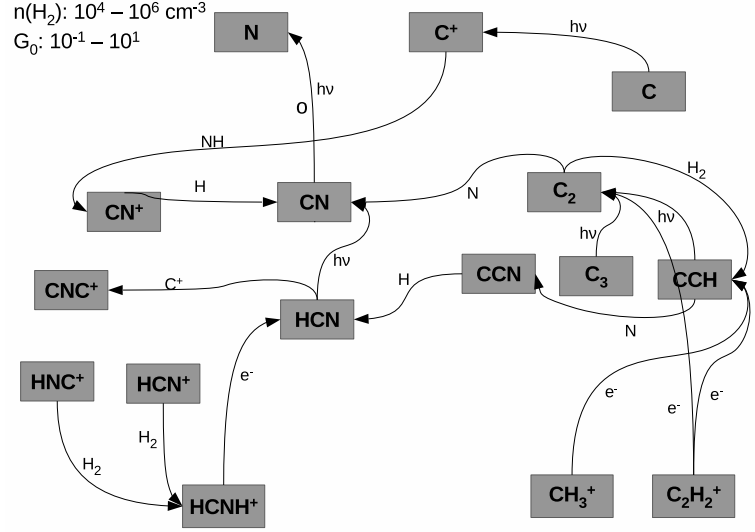 n(H₂): 10⁴ – 10⁶ cm⁻³
G₀: 10⁻¹ – 10¹
N
C⁺
hν
C
hν
O
NH
H₂
CN⁺
H
CN
N
C₂
hν
hν
hν
CNC⁺
C⁺
H
CCN
C₃
CCH
HCN
N
HNC⁺
HCN⁺
e⁻
e⁻
e⁻
e⁻
H₂
H₂
HCNH⁺
CH₃⁺
C₂H₂⁺